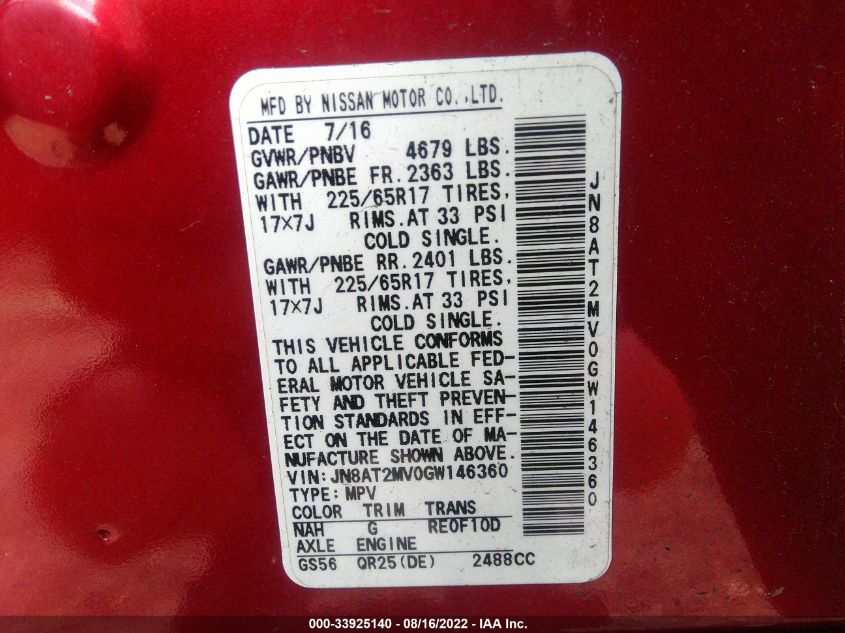 MFD BY NISSAN MOTOR CO.,LTD.
DATE 7/16
GVWR/PNBV 4679 LBS.
GAWR/PNBE FR.2363 LBS.
WITH 225/65R17 TIRES,
17×7J RIMS.AT 33 PSI
COLD SINGLE.
GAWR/PNBE RR.2401 LBS.
WITH 225/65R17 TIRES,
17×7J RIMS.AT 33 PSI
COLD SINGLE.
THIS VEHICLE CONFORMS
TO ALL APPLICABLE FED-
ERAL MOTOR VEHICLE SA-
FETY AND THEFT PREVEN-
TION STANDARDS IN EFF-
ECT ON THE DATE OF MA-
NUFACTURE SHOWN ABOVE.
VIN:JN8AT2MV0GW146360
TYPE:MPV
COLOR TRIM TRANS
NAH G RE0F10D
AXLE ENGINE
GS56 QR25(DE) 2488CC
JN8AT2MV0GW146360
000-33925140 - 08/16/2022 - IAA Inc.